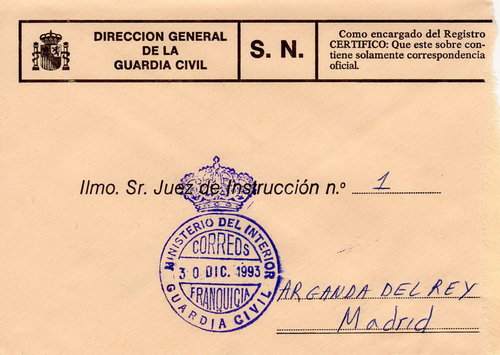 DIRECCION GENERAL
DE LA
GUARDIA CIVIL
S. N.
Como encargado del Registro
CERTIFICO: Que este sobre con-
tiene solamente correspondencia
oficial.
Ilmo. Sr. Juez de Instrucción n.º 1
MINISTERIO DEL INTERIOR
CORREOS
30 DIC. 1993
FRANQUICIA
GUARDIA CIVIL
ARGANDA DEL REY
Madrid